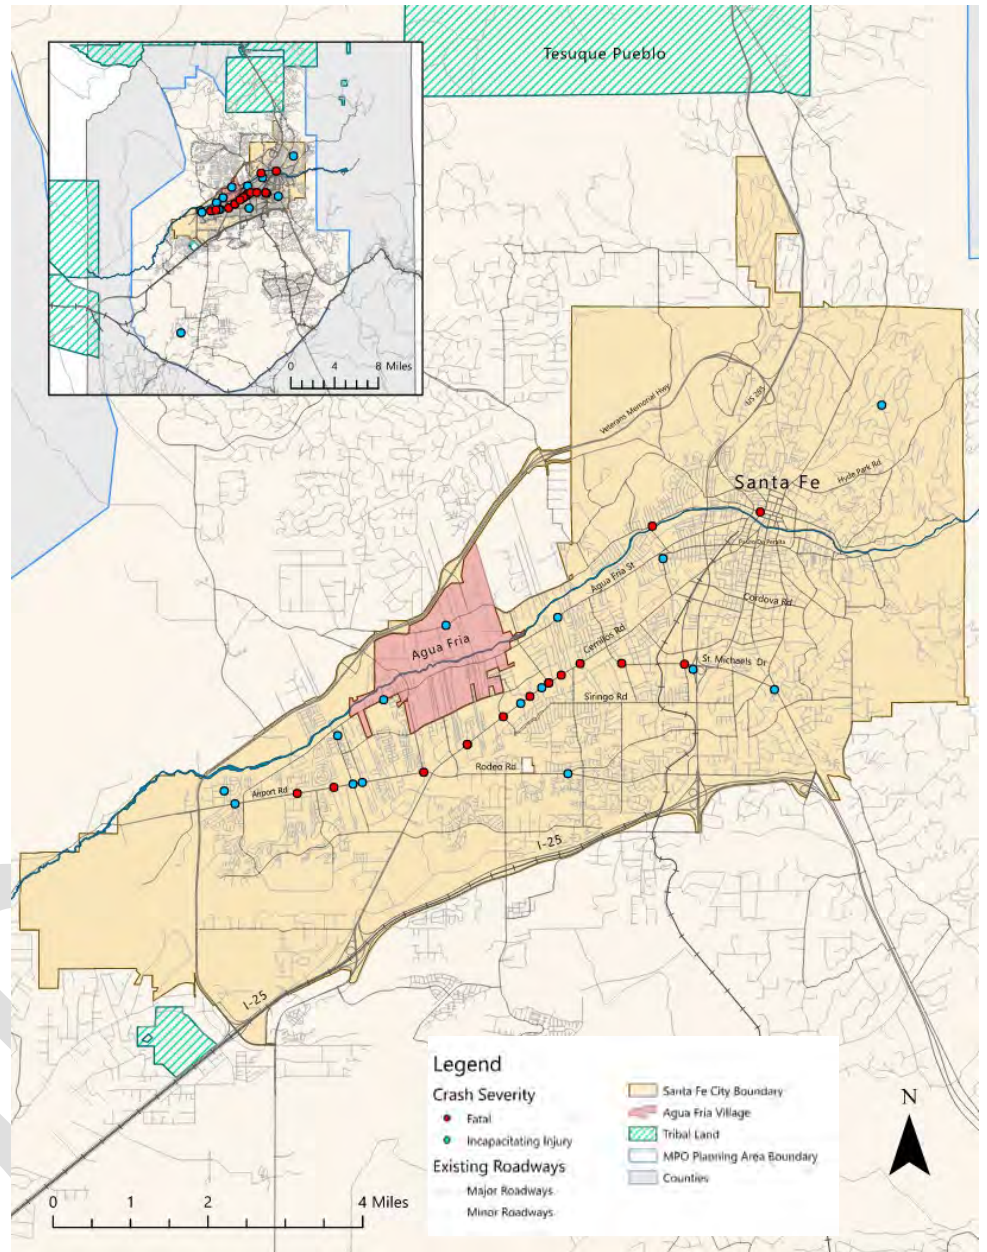 Tesuque Pueblo
0 4 8 Miles
Veterans Memorial Hwy
US 285
Hyde Park Rd
Santa Fe
Agua Fria St
Cordova Rd
Agua Fria
Cerrillos Rd
St. Michaels Dr
Siringo Rd
Rodeo Rd
Airport Rd
I-25
I-25
Legend
Crash Severity
Fatal
Incapacitating Injury
Existing Roadways
Major Roadways
Minor Roadways
Santa Fe City Boundary
Agua Fria Village
Tribal Land
MPO Planning Area Boundary
Counties
N
0 1 2 4 Miles